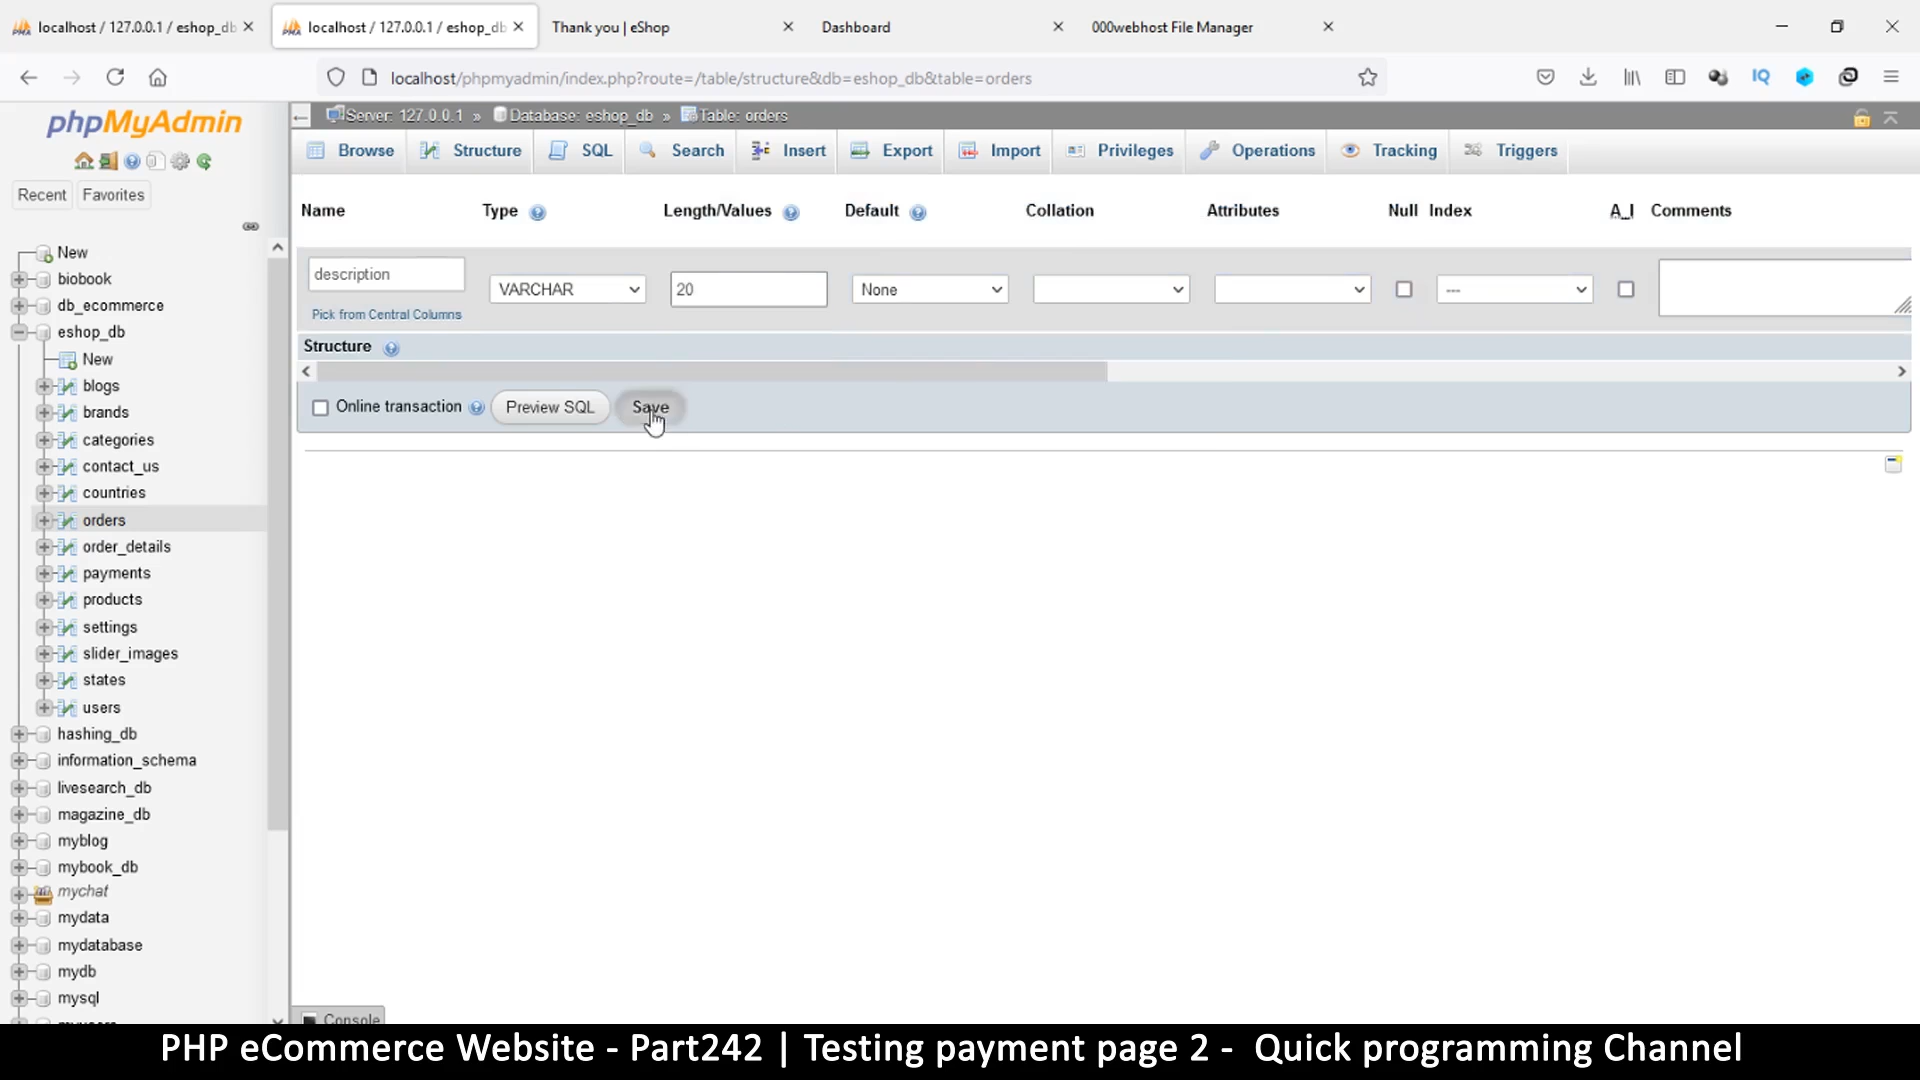 localhost / 127.0.0.1 / eshop_db
localhost / 127.0.0.1 / eshop_db
Thank you | eShop
Dashboard
000webhost File Manager
localhost/phpmyadmin/index.php?route=/table/structure&db=eshop_db&table=orders
IQ
phpMyAdmin
Server: 127.0.0.1 » Database: eshop_db » Table: orders
Browse
Structure
SQL
Search
Insert
Export
Import
Privileges
Operations
Tracking
Triggers
Recent
Favorites
New
biobook
db_ecommerce
eshop_db
New
blogs
brands
categories
contact_us
countries
orders
order_details
payments
products
settings
slider_images
states
users
hashing_db
information_schema
livesearch_db
magazine_db
myblog
mybook_db
mychat
mydata
mydatabase
mydb
mysql
Name
Type
Length/Values
Default
Collation
Attributes
Null
Index
A_I
Comments
description
VARCHAR
20
None
---
Pick from Central Columns
Structure
Online transaction
Preview SQL
Save
Console
PHP eCommerce Website - Part242 | Testing payment page 2 - Quick programming Channel